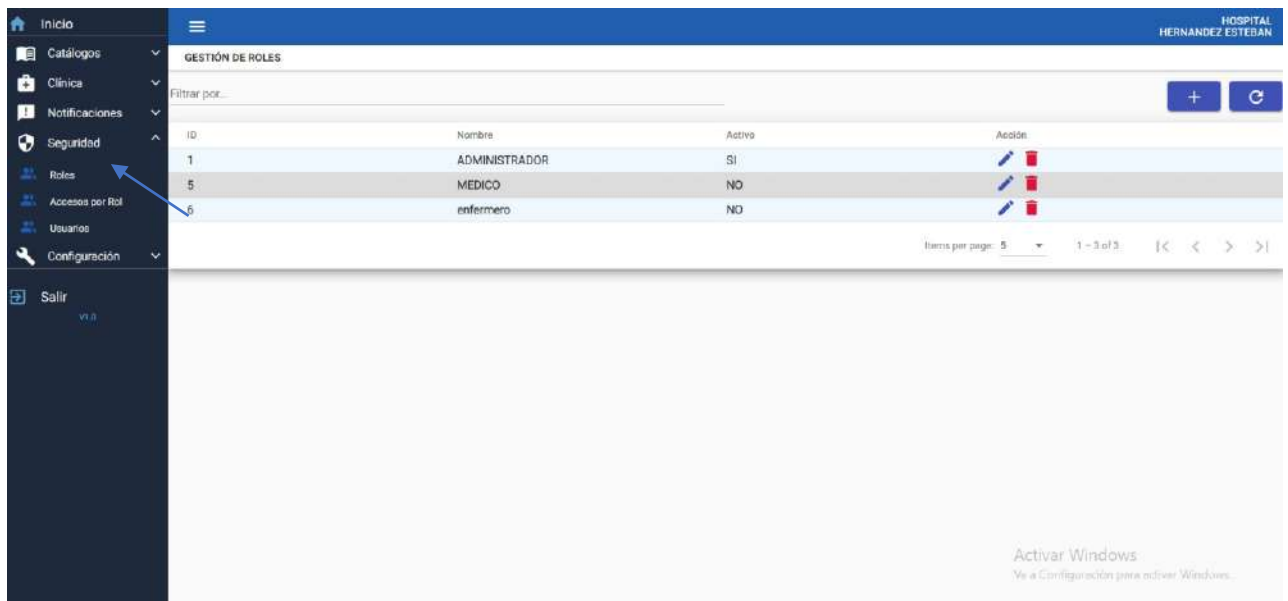 Inicio
HOSPITAL
HERNANDEZ ESTEBAN
Catálogos
Clínica
Notificaciones
Seguridad
Roles
Accesos por Rol
Usuarios
Configuración
Salir
V1.0
GESTIÓN DE ROLES
Filtrar por...
ID Nombre Activo Acción
1 ADMINISTRADOR SI
5 MEDICO NO
6 enfermero NO
Items per page: 5 1 – 3 of 3
Activar Windows
Ve a Configuración para activar Windows.